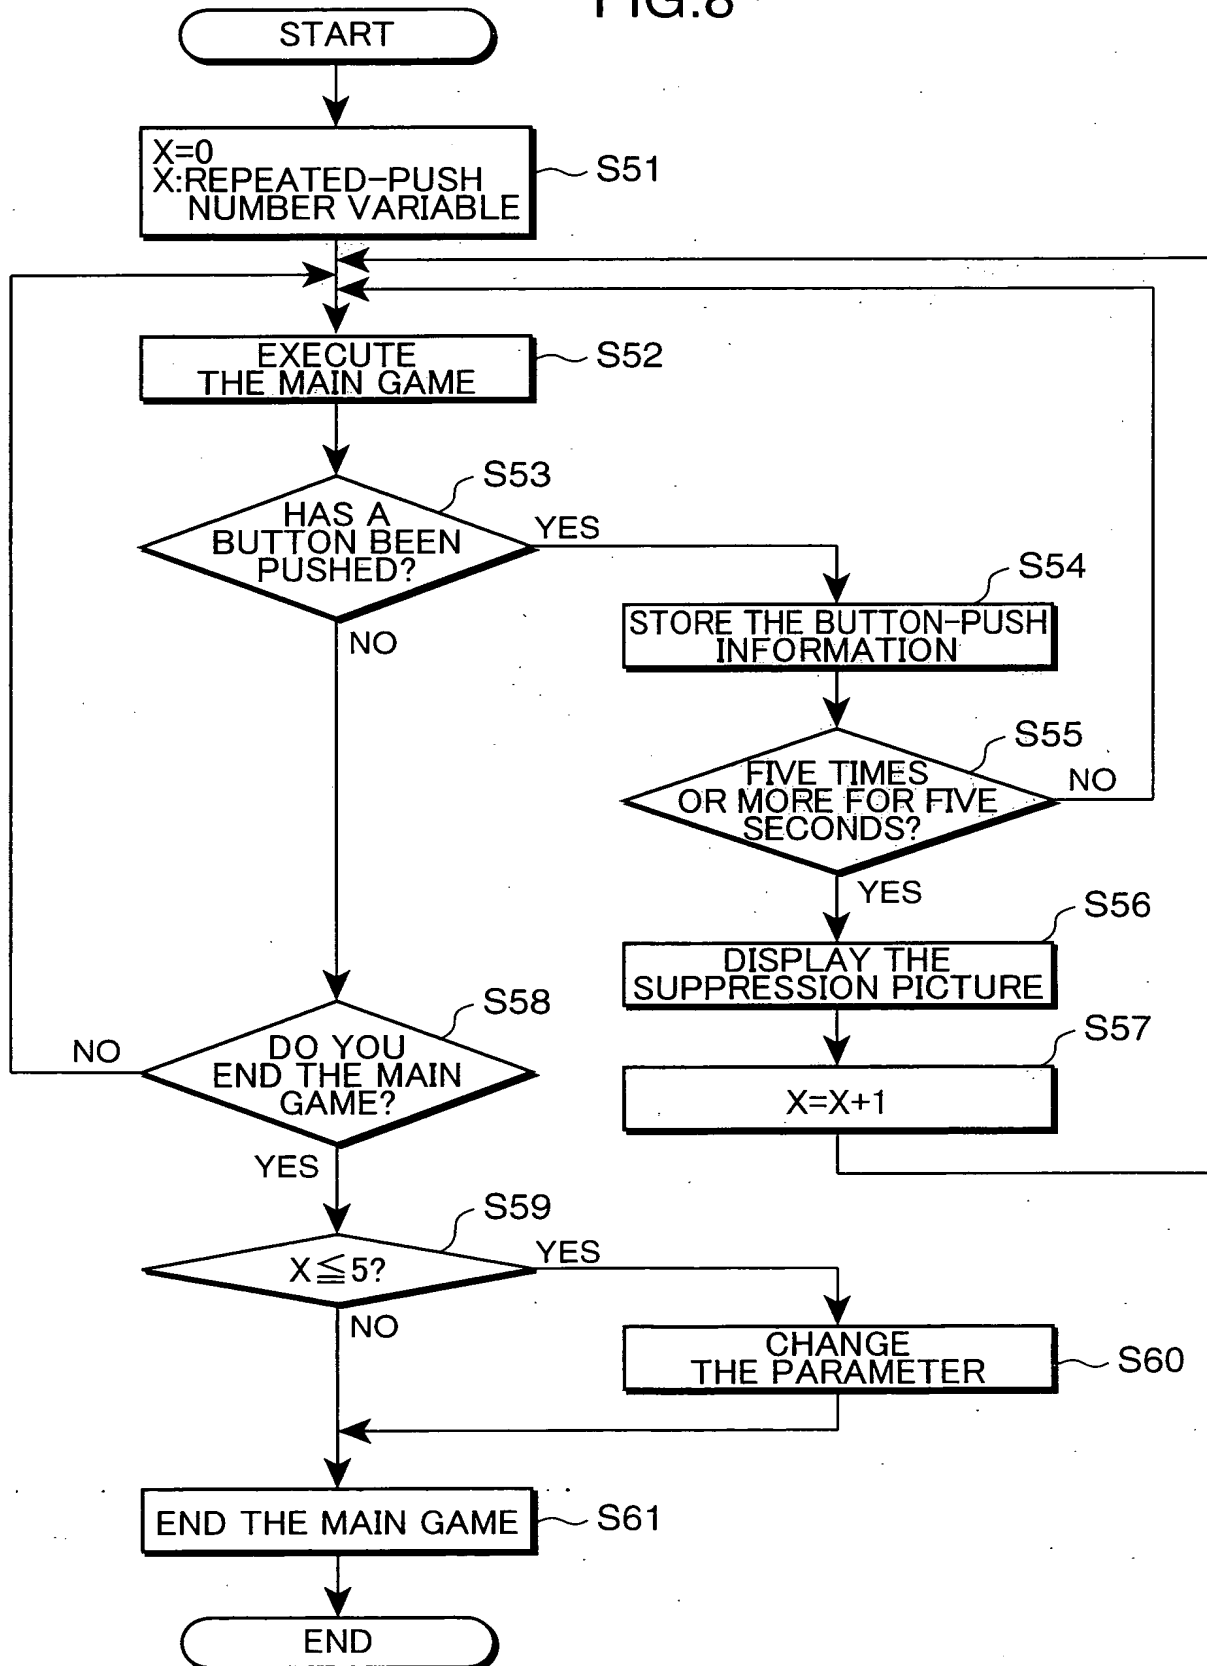 FIG.8
START
X=0
X:REPEATED-PUSH
NUMBER VARIABLE
S51
EXECUTE
THE MAIN GAME
S52
S53
HAS A
BUTTON BEEN
PUSHED?
YES
NO
S54
STORE THE BUTTON-PUSH
INFORMATION
S55
FIVE TIMES
OR MORE FOR FIVE
SECONDS?
NO
YES
S56
DISPLAY THE
SUPPRESSION PICTURE
S57
X=X+1
S58
DO YOU
END THE MAIN
GAME?
NO
YES
S59
X≦5?
YES
NO
CHANGE
THE PARAMETER
S60
END THE MAIN GAME
S61
END